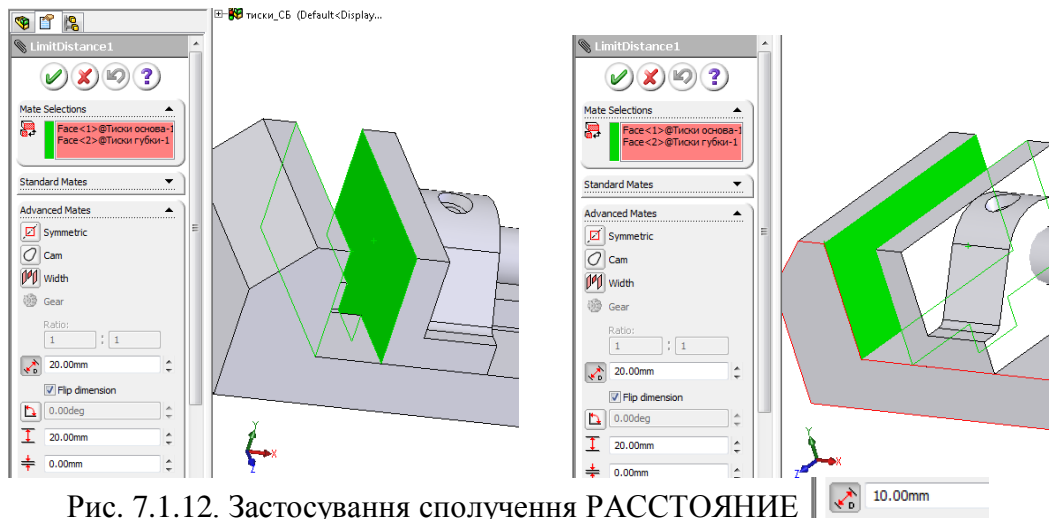 тиски_СБ (Default<Display...
LimitDistance1
Mate Selections
Face<1>@Тиски основа-1
Face<2>@Тиски губки-1
Standard Mates
Advanced Mates
Symmetric
Cam
Width
Gear
Ratio:
1 : 1
20.00mm
Flip dimension
0.00deg
20.00mm
0.00mm
Y
X
Z
LimitDistance1
Mate Selections
Face<1>@Тиски основа-1
Face<2>@Тиски губки-1
Standard Mates
Advanced Mates
Symmetric
Cam
Width
Gear
Ratio:
1 : 1
20.00mm
Flip dimension
0.00deg
20.00mm
0.00mm
Y
X
Z
Рис. 7.1.12. Застосування сполучення РАССТОЯНИЕ
10.00mm